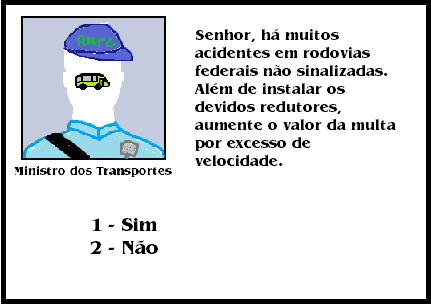 AMTC
Ministro dos Transportes
Senhor, há muitos
acidentes em rodovias
federais não sinalizadas.
Além de instalar os
devidos redutores,
aumente o valor da multa
por excesso de
velocidade.
1 - Sim
2 - Não